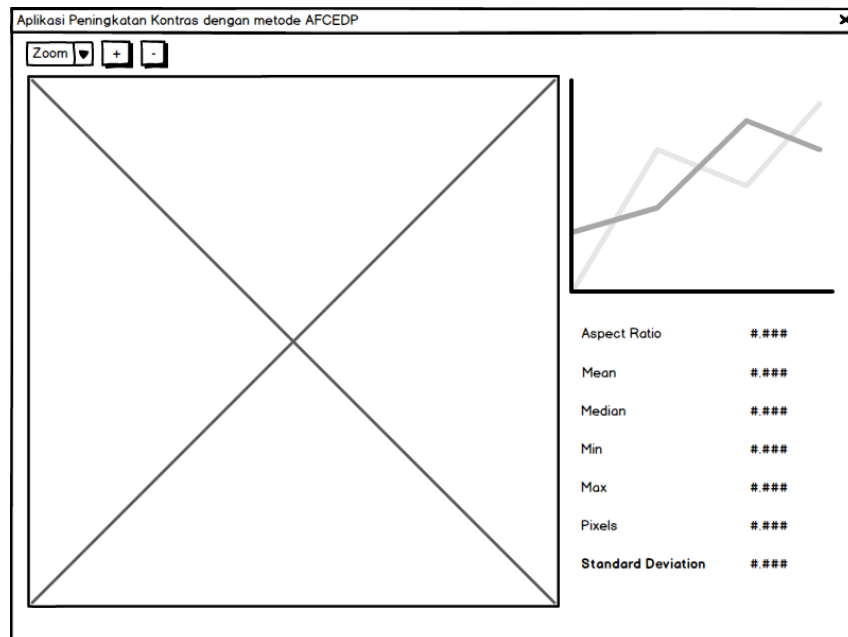 Aplikasi Peningkatan Kontras dengan metode AFCEDP
Zoom + -
Aspect Ratio #.###
Mean #.###
Median #.###
Min #.###
Max #.###
Pixels #.###
Standard Deviation #.###